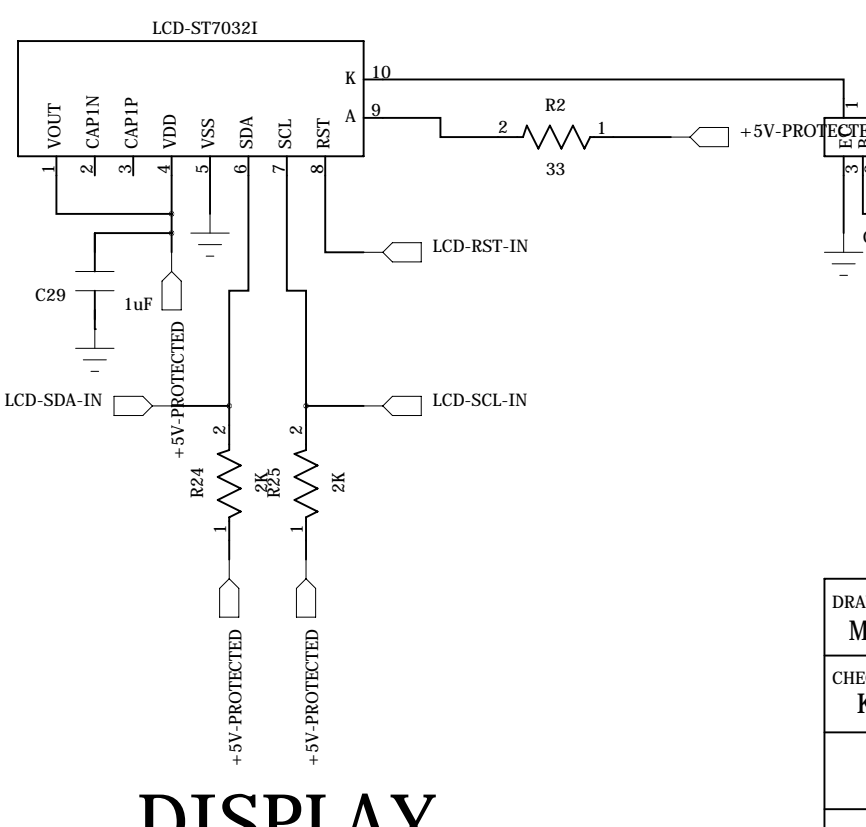 LCD-ST7032I
K 10
A 9
VOUT CAP1N CAP1P VDD VSS SDA SCL RST
1 2 3 4 5 6 7 8
R2
2 1
33
+5V-PROTECTE
1
3
LCD-RST-IN
C29
1uF
+5V-PROTECTED
LCD-SDA-IN
LCD-SCL-IN
2 2
R24 2K
R25 2K
1 1
+5V-PROTECTED
+5V-PROTECTED
DISPLAY
DRA
M
CHE
K